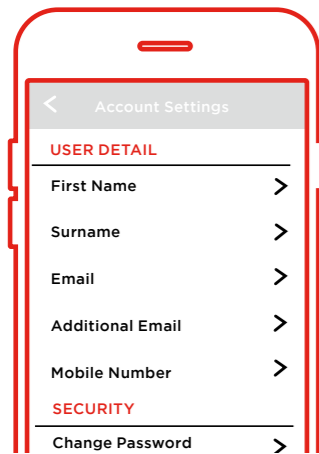 Account Settings
USER DETAIL
First Name
Surname
Email
Additional Email
Mobile Number
SECURITY
Change Password